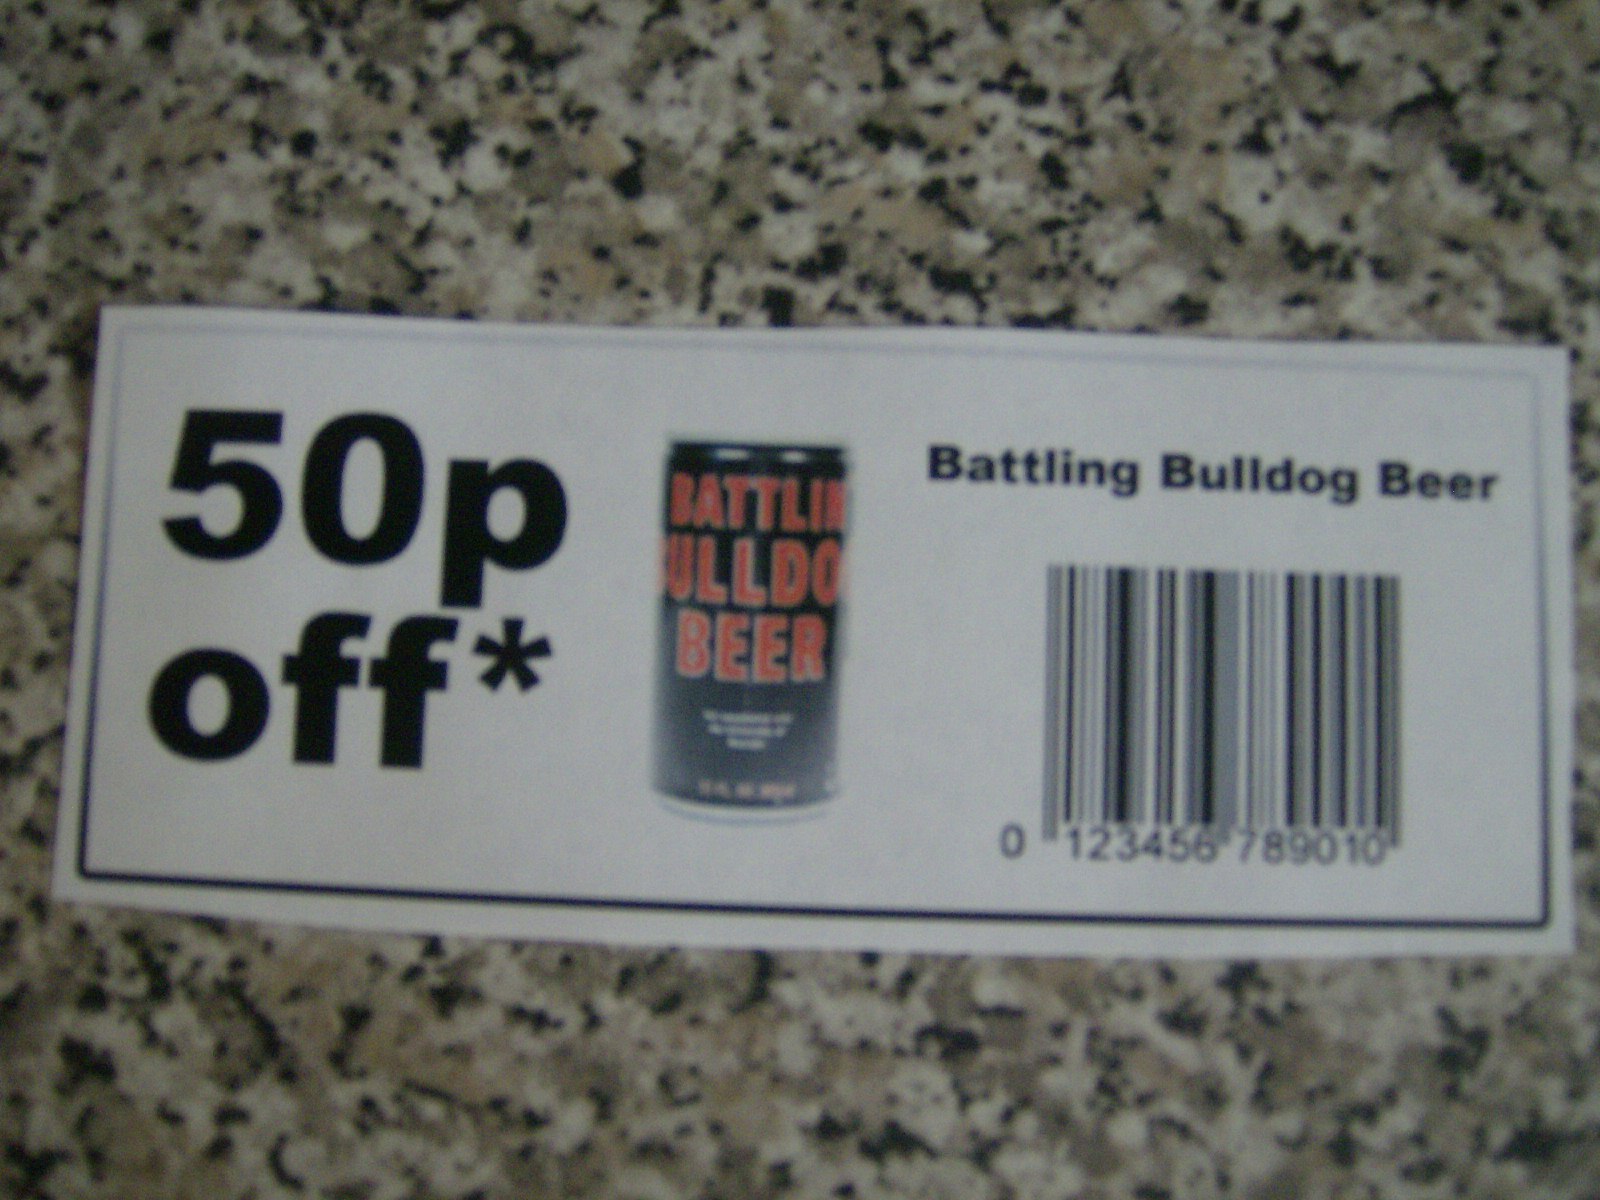 50p
off*
BATTLIN
ULLDO
BEER
Battling Bulldog Beer
0 123456 789010